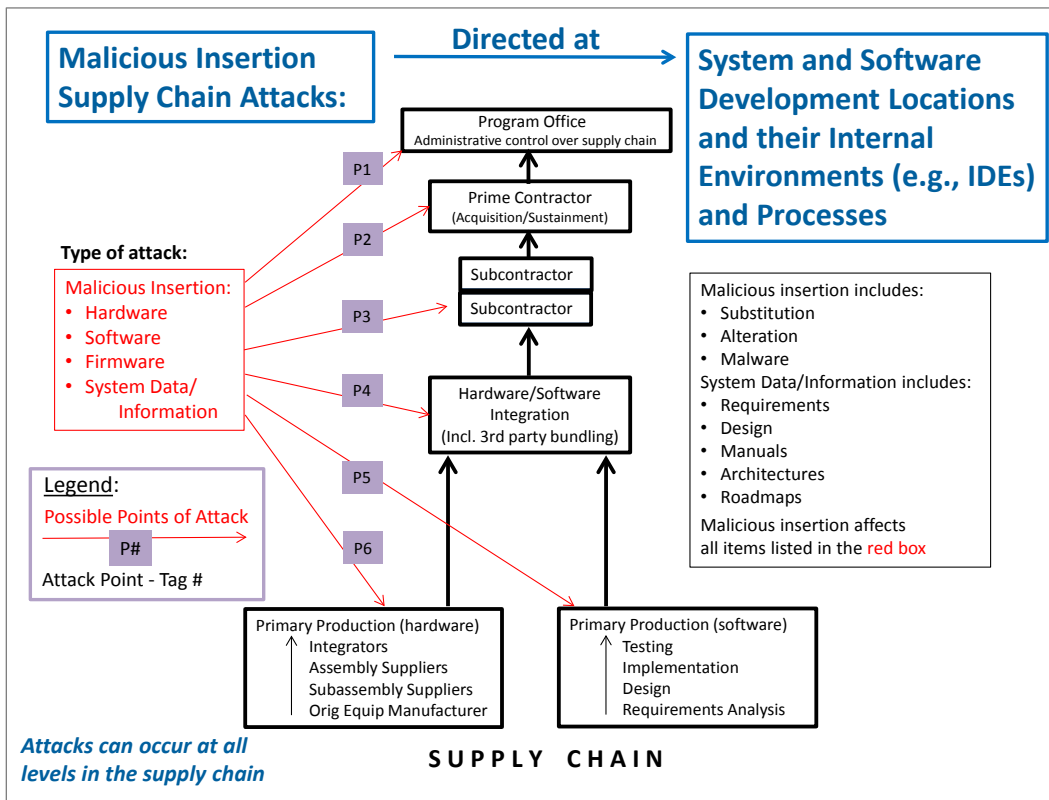 Malicious Insertion
Supply Chain Attacks:
Directed at
System and Software
Development Locations
and their Internal
Environments (e.g., IDEs)
and Processes
Program Office
Administrative control over supply chain
P1
Prime Contractor
(Acquisition/Sustainment)
P2
Type of attack:
Malicious Insertion:
• Hardware
• Software
• Firmware
• System Data/
Information
Subcontractor
Subcontractor
P3
P4
Hardware/Software
Integration
(Incl. 3rd party bundling)
P5
P6
Malicious insertion includes:
• Substitution
• Alteration
• Malware
System Data/Information includes:
• Requirements
• Design
• Manuals
• Architectures
• Roadmaps
Malicious insertion affects
all items listed in the red box
Legend:
Possible Points of Attack
P#
Attack Point - Tag #
Primary Production (hardware)
Integrators
Assembly Suppliers
Subassembly Suppliers
Orig Equip Manufacturer
Primary Production (software)
Testing
Implementation
Design
Requirements Analysis
Attacks can occur at all
levels in the supply chain
SUPPLY CHAIN